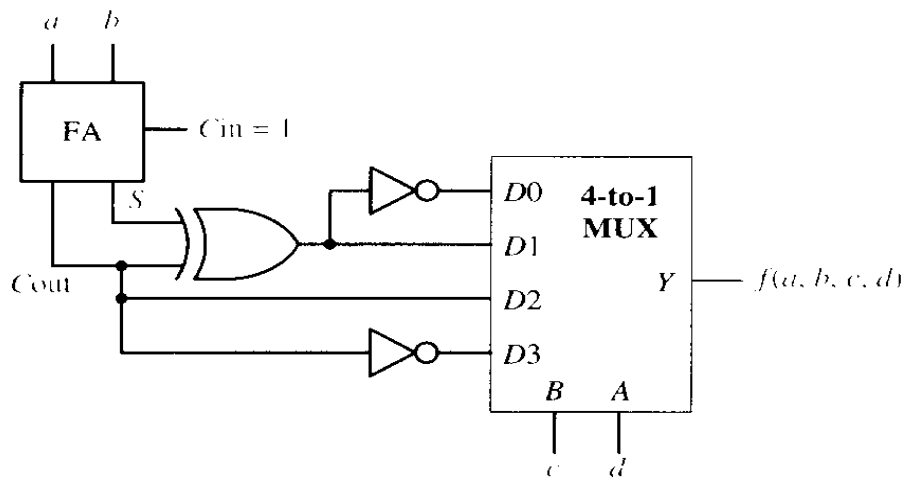 a b
FA
Cin = 1
S
Cout
D0
D1
D2
D3
4-to-1
MUX
Y
f(a, b, c, d)
B A
c d